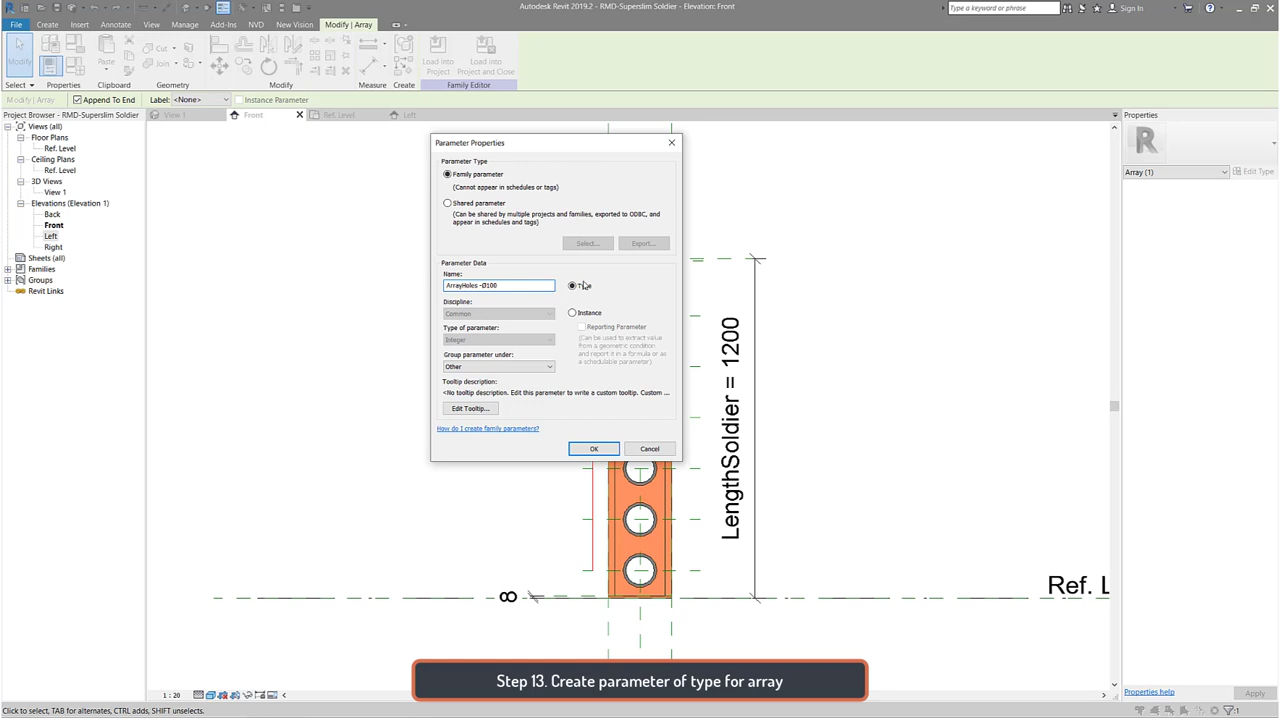 Autodesk Revit 2019.2 - RMD-Superslim Soldier - Elevation: Front
Type a keyword or phrase
Sign In
File
Create
Insert
Annotate
View
Manage
Add-Ins
NVD
New Vision
Modify | Array
Modify
Paste
Cut
Join
Load into
Project
Load into
Project and Close
Select
Properties
Clipboard
Geometry
Modify
Measure
Create
Family Editor
Modify | Array
Append To End
Label:
<None>
Instance Parameter
Project Browser - RMD-Superslim Soldier
View 1
Front
Ref. Level
Left
Properties
Views (all)
Floor Plans
Ref. Level
Ceiling Plans
Ref. Level
3D Views
View 1
Elevations (Elevation 1)
Back
Front
Left
Right
Sheets (all)
Families
Groups
Revit Links
Array (1)
Edit Type
Parameter Properties
Parameter Type
Family parameter
(Cannot appear in schedules or tags)
Shared parameter
(Can be shared by multiple projects and families, exported to ODBC, and
appear in schedules and tags)
Select...
Export...
Parameter Data
Name:
ArrayHoles -Ø100
Type
Discipline:
Common
Instance
Type of parameter:
Integer
Reporting Parameter
(Can be used to extract value
from a geometric condition
and report it in a formula or as
a schedulable parameter)
Group parameter under:
Other
Tooltip description:
<No tooltip description. Edit this parameter to write a custom tooltip. Custom ...
Edit Tooltip...
How do I create family parameters?
OK
Cancel
LengthSoldier = 1200
8
Ref. L
Step 13. Create parameter of type for array
1 : 20
Properties help
Apply
Click to select, TAB for alternates, CTRL adds, SHIFT unselects.
:1